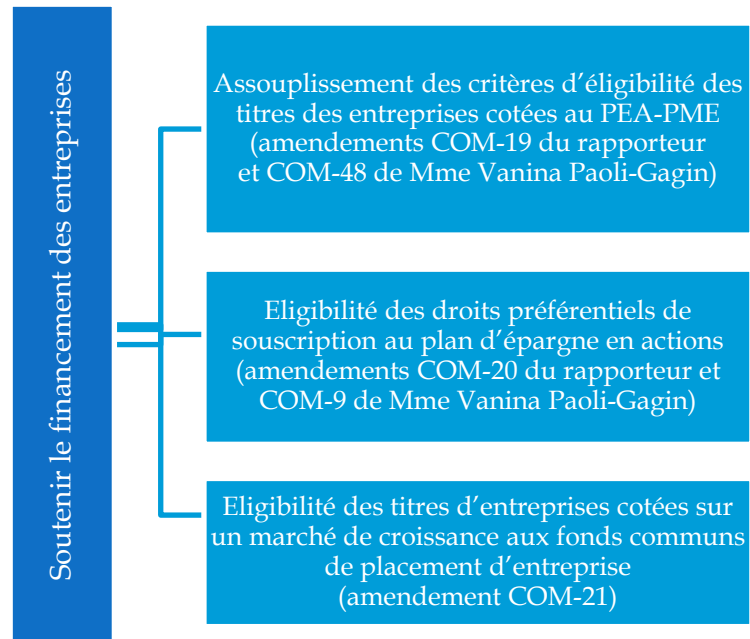 Soutenir le financement des entreprises
Assouplissement des critères d’éligibilité des
titres des entreprises cotées au PEA-PME
(amendements COM-19 du rapporteur
et COM-48 de Mme Vanina Paoli-Gagin)
Eligibilité des droits préférentiels de
souscription au plan d’épargne en actions
(amendements COM-20 du rapporteur et
COM-9 de Mme Vanina Paoli-Gagin)
Eligibilité des titres d’entreprises cotées sur
un marché de croissance aux fonds communs
de placement d’entreprise
(amendement COM-21)